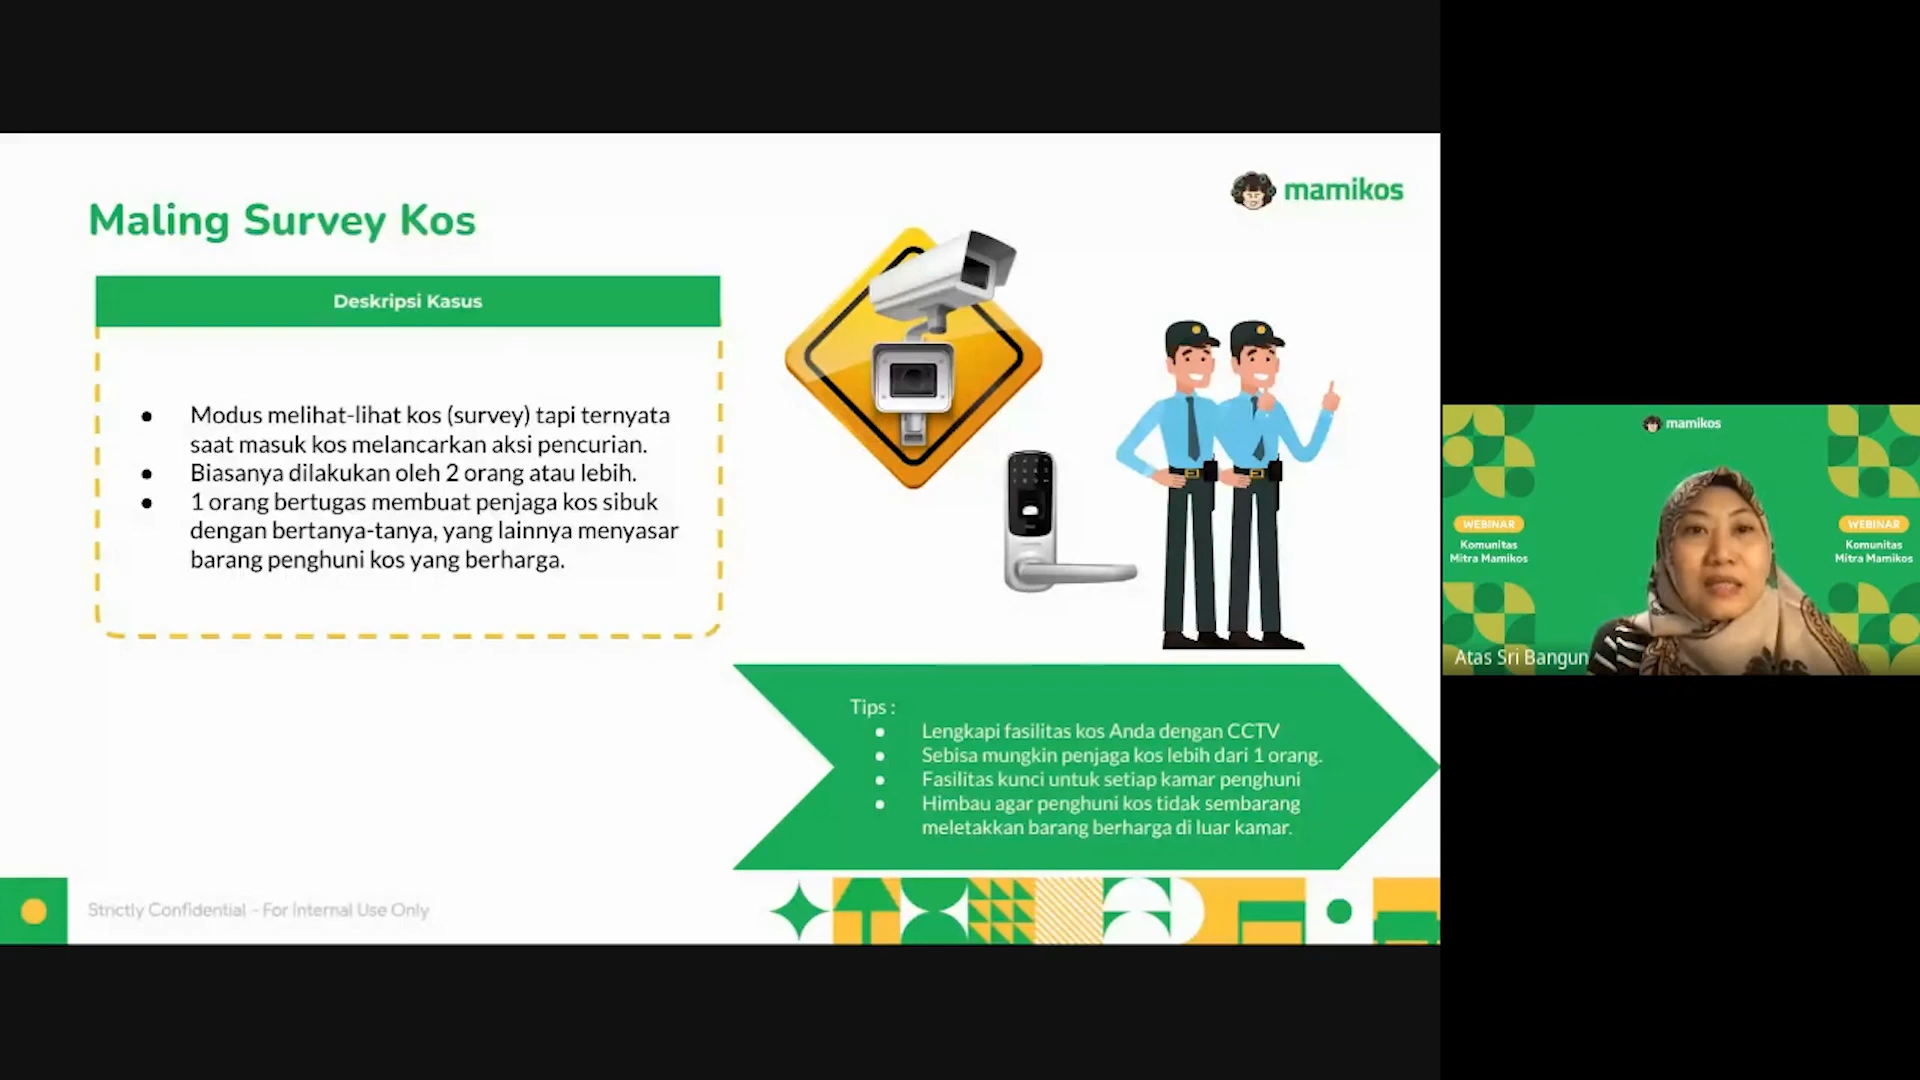 mamikos
Maling Survey Kos
Deskripsi Kasus
Modus melihat-lihat kos (survey) tapi ternyata
saat masuk kos melancarkan aksi pencurian.
Biasanya dilakukan oleh 2 orang atau lebih.
1 orang bertugas membuat penjaga kos sibuk
dengan bertanya-tanya, yang lainnya menyasar
barang penghuni kos yang berharga.
Tips :
Lengkapi fasilitas kos Anda dengan CCTV
Sebisa mungkin penjaga kos lebih dari 1 orang.
Fasilitas kunci untuk setiap kamar penghuni
Himbau agar penghuni kos tidak sembarang
meletakkan barang berharga di luar kamar.
Strictly Confidential - For Internal Use Only
mamikos
WEBINAR
Komunitas
Mitra Mamikos
WEBINAR
Komunitas
Mitra Mamikos
Atas Sri Bangun